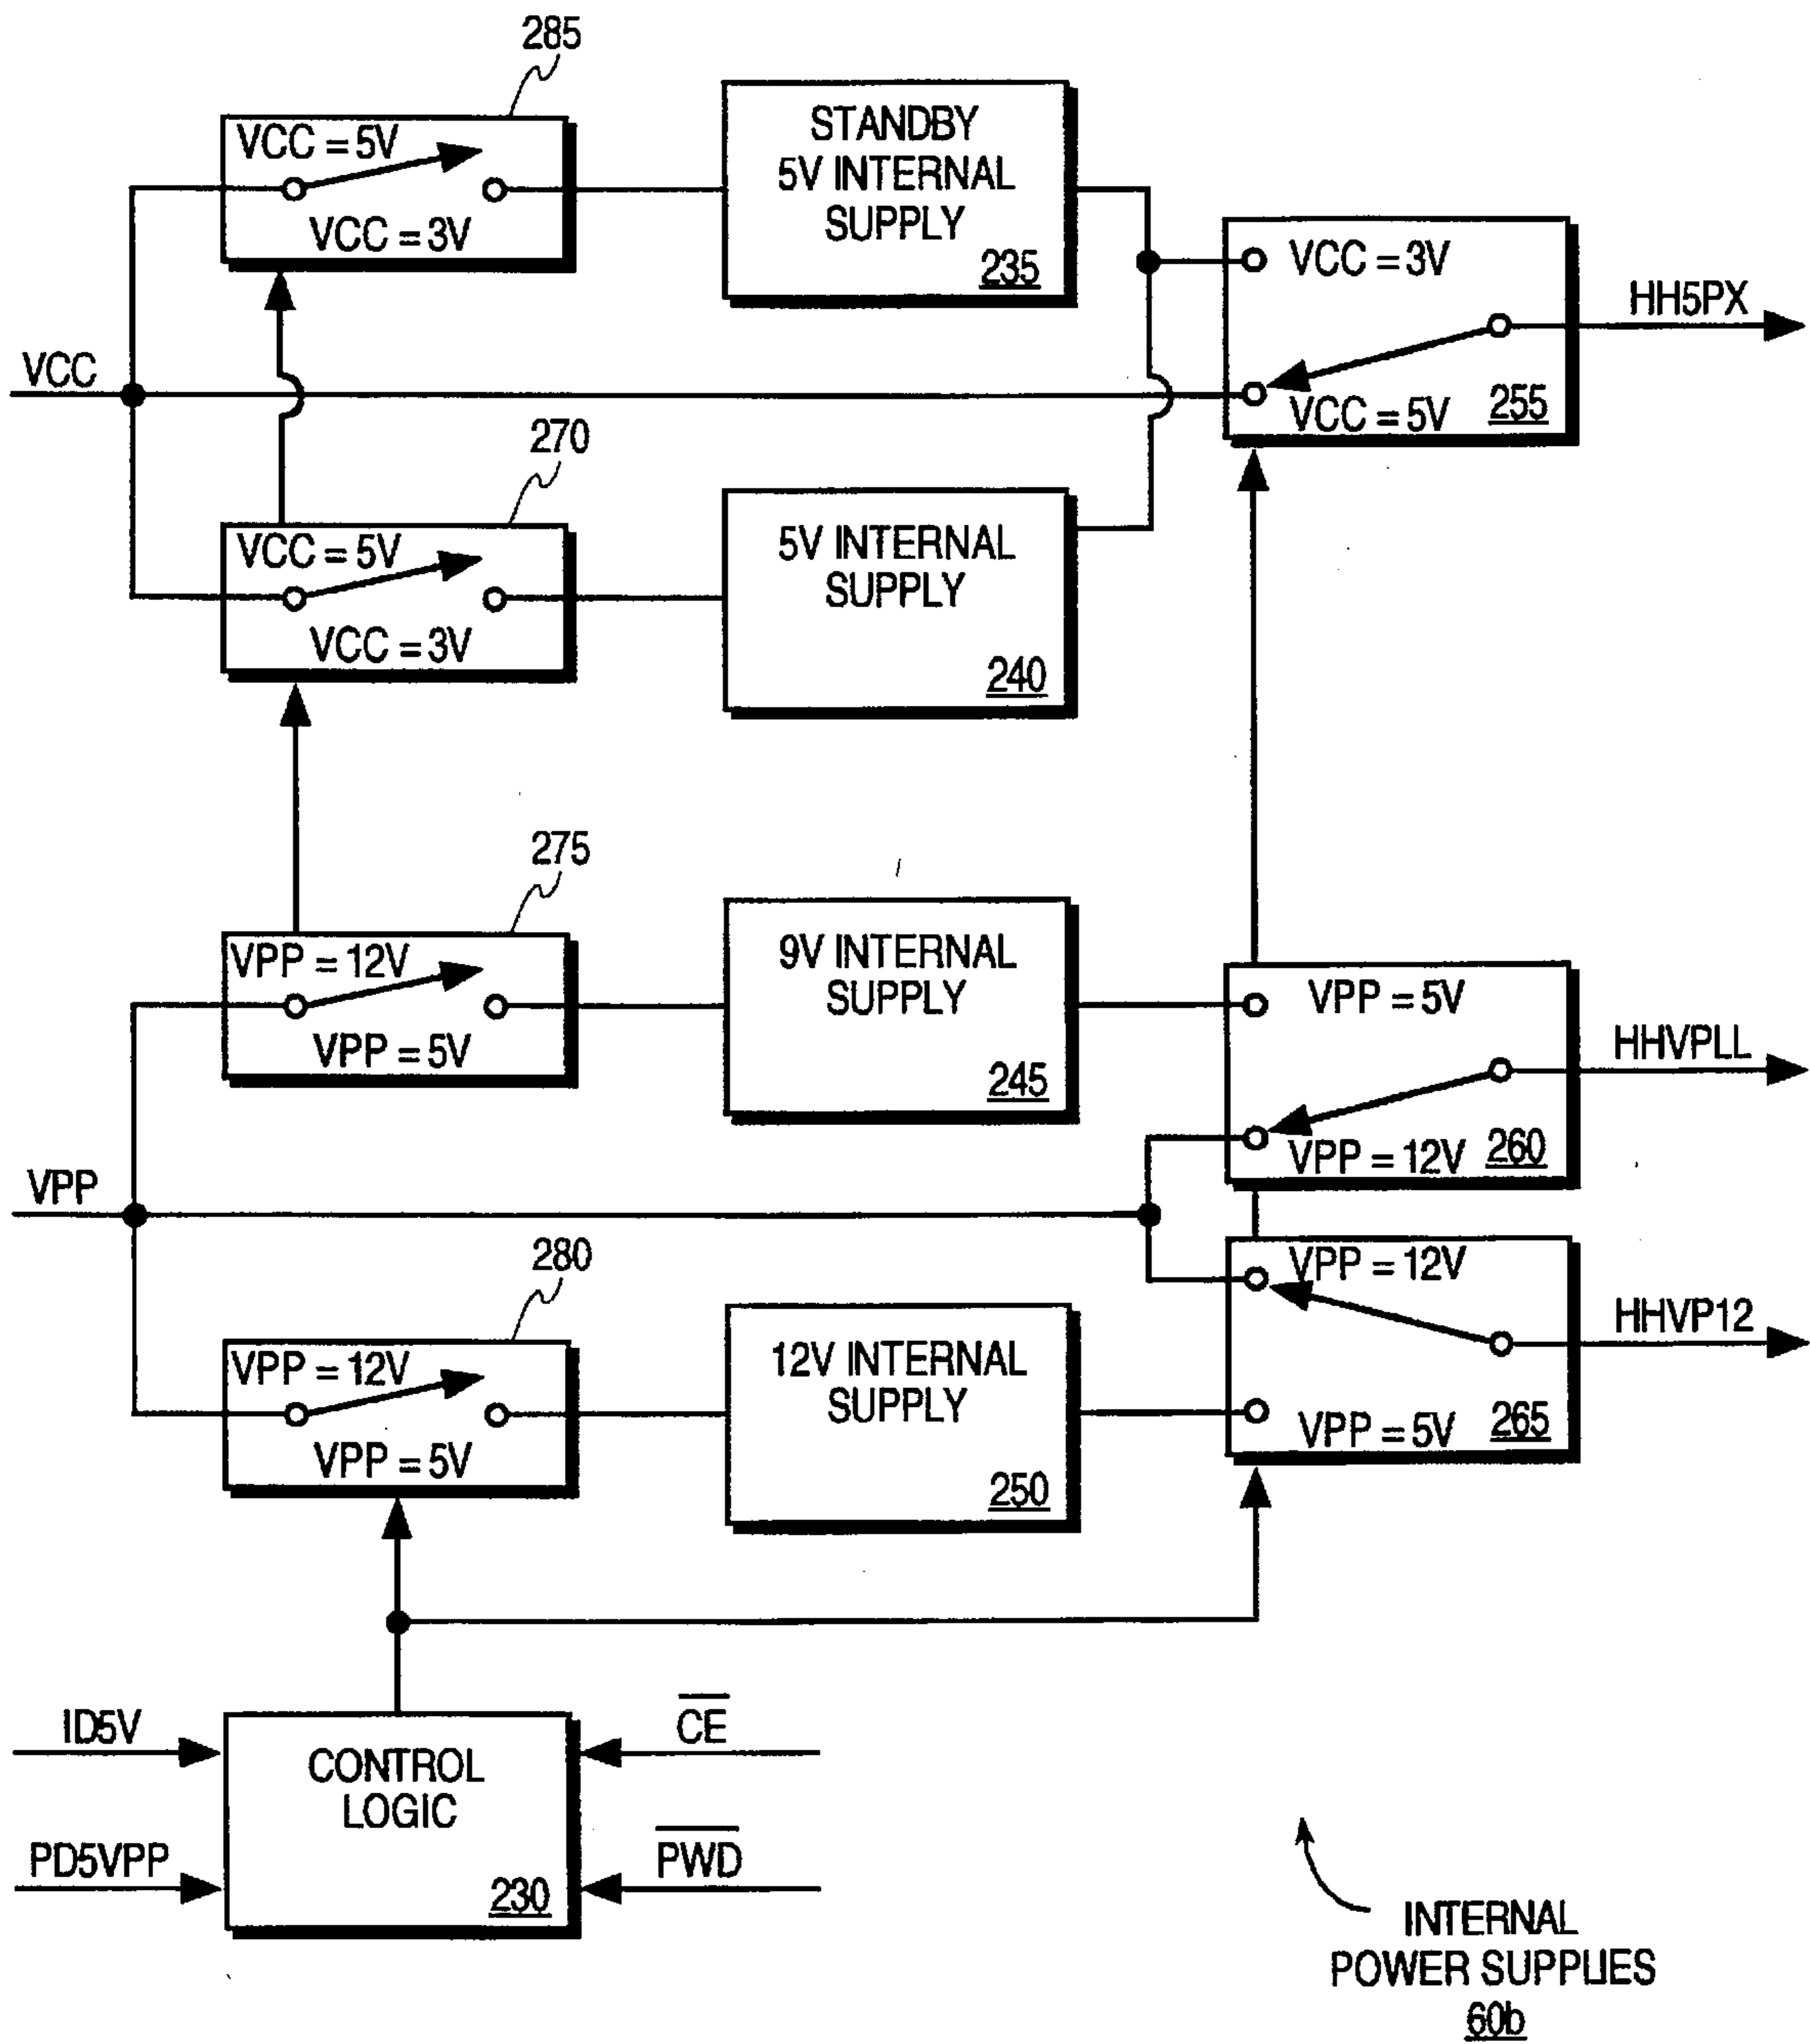 285
VCC = 5V
VCC = 3V
STANDBY
5V INTERNAL
SUPPLY
235
VCC = 3V
VCC = 5V
255
HH5PX
VCC
270
VCC = 5V
VCC = 3V
5V INTERNAL
SUPPLY
240
275
VPP = 12V
VPP = 5V
9V INTERNAL
SUPPLY
245
VPP = 5V
VPP = 12V
260
HHVPLL
VPP
280
VPP = 12V
VPP = 5V
12V INTERNAL
SUPPLY
250
VPP = 12V
VPP = 5V
265
HHVP12
ID5V
PD5VPP
CONTROL
LOGIC
230
CE
PWD
INTERNAL
POWER SUPPLIES
60b